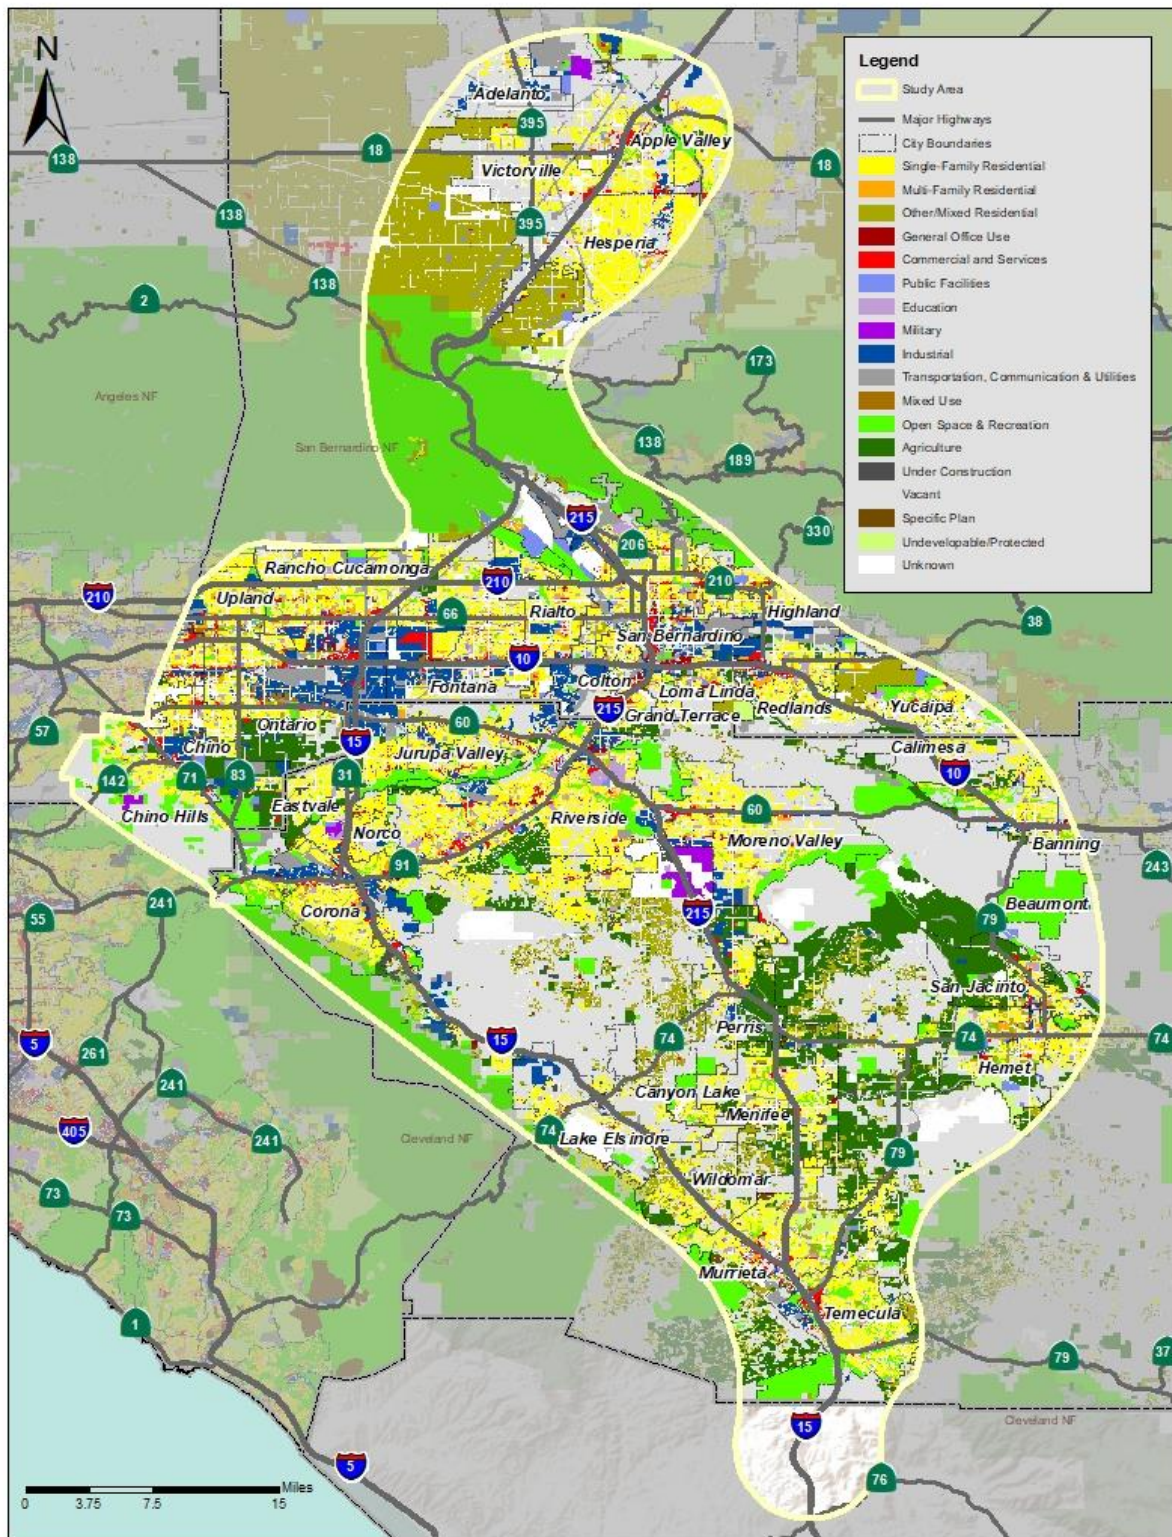 N
Legend
Study Area
Major Highways
City Boundaries
Single-Family Residential
Multi-Family Residential
Other/Mixed Residential
General Office Use
Commercial and Services
Public Facilities
Education
Military
Industrial
Transportation, Communication & Utilities
Mixed Use
Open Space & Recreation
Agriculture
Under Construction
Vacant
Specific Plan
Undevelopable/Protected
Unknown
Adelanto
395
Apple Valley
138
18
18
Victorville
138
395
Hesperia
138
2
173
Angeles NF
San Bernardino NF
138
189
215
330
206
Rancho Cucamonga
210
210
210
Upland
66
Rialto
Highland
38
San Bernardino
10
Fontana
Colton
Loma Linda
Redlands
Yucaipa
215
Grand Terrace
57
Ontario
60
15
Chino
Jurupa Valley
Calimesa
10
142
71
83
31
Eastvale
Chino Hills
Norco
Riverside
60
Moreno Valley
Banning
91
243
241
55
Corona
215
Beaumont
79
San Jacinto
5
15
74
Perris
74
74
261
Hemet
241
Canyon Lake
Menifee
405
241
Cleveland NF
74
Lake Elsinore
79
73
73
Wildomar
Murrieta
1
Temecula
79
37
15
Cleveland NF
5
76
Miles
0 3.75 7.5 15